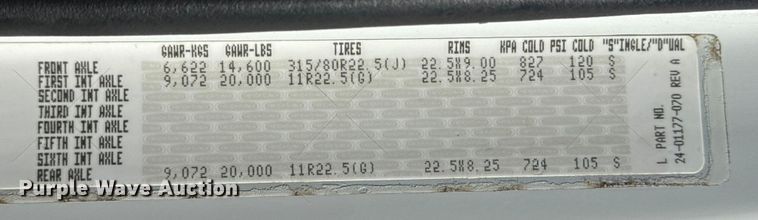 GAWR-KGS GAWR-LBS TIRES RIMS KPA COLD PSI COLD "S"INGLE/"D"UAL
FRONT AXLE 6,622 14,600 315/80R22.5(J) 22.5X9.00 827 120 S
FIRST INT AXLE 9,072 20,000 11R22.5(G) 22.5X8.25 724 105 S
SECOND INT AXLE
THIRD INT AXLE
FOURTH INT AXLE
FIFTH INT AXLE
SIXTH INT AXLE
REAR AXLE 9,072 20,000 11R22.5(G) 22.5X8.25 724 105 S
L PART NO.
24-01177-070 REV A
Purple Wave Auction